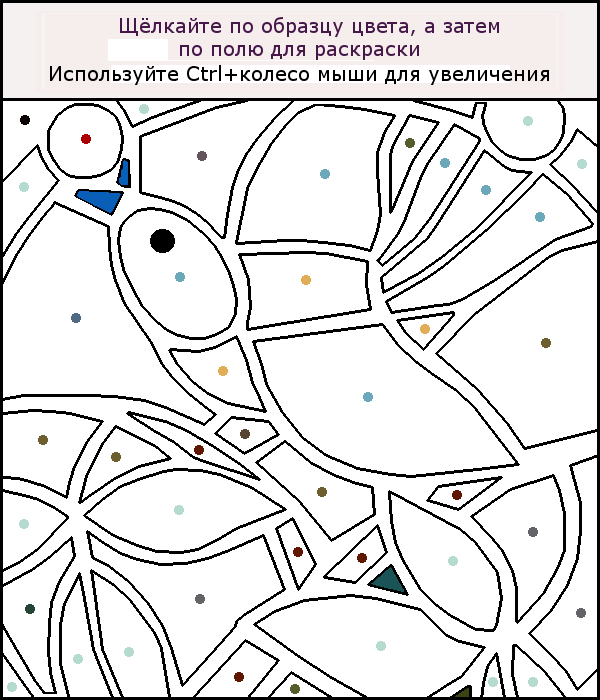 Щёлкайте по образцу цвета, а затем
по полю для раскраски
Используйте Ctrl+колесо мыши для увеличения